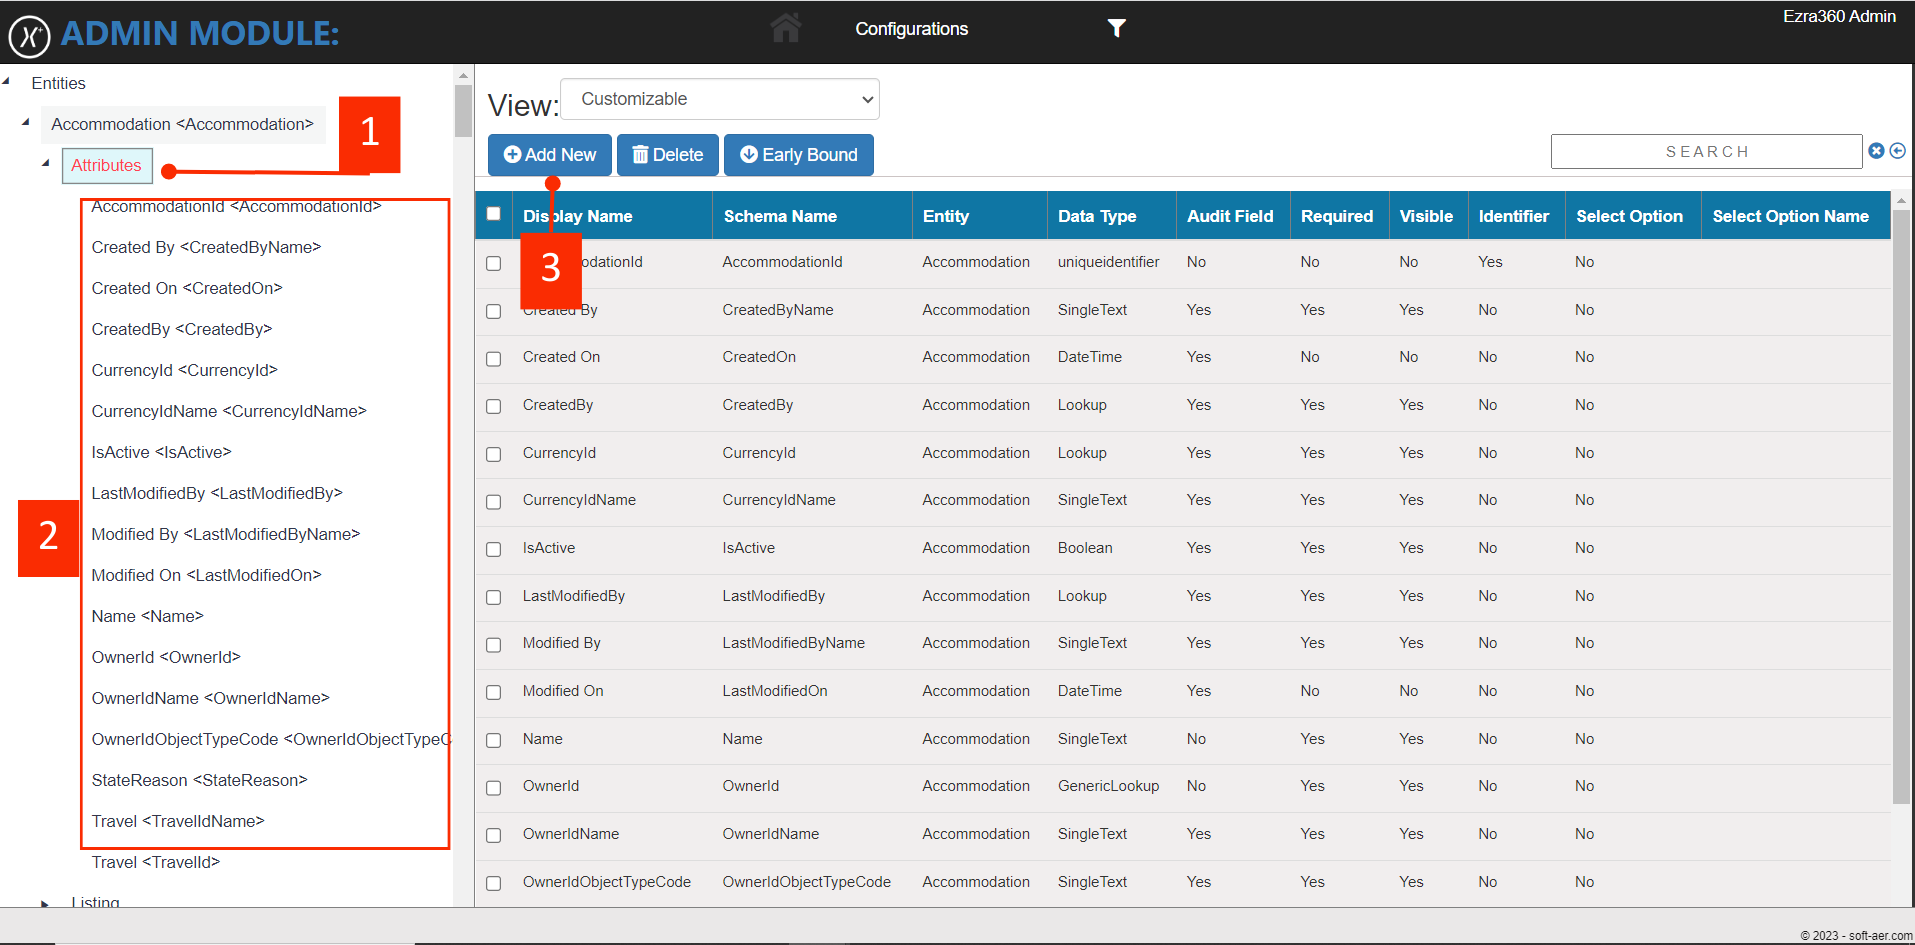 X+ ADMIN MODULE:
Configurations
Ezra360 Admin
Entities
Accommodation <Accommodation>
1
Attributes
AccommodationId <AccommodationId>
Created By <CreatedByName>
Created On <CreatedOn>
CreatedBy <CreatedBy>
CurrencyId <CurrencyId>
CurrencyIdName <CurrencyIdName>
IsActive <IsActive>
LastModifiedBy <LastModifiedBy>
2
Modified By <LastModifiedByName>
Modified On <LastModifiedOn>
Name <Name>
OwnerId <OwnerId>
OwnerIdName <OwnerIdName>
OwnerIdObjectTypeCode <OwnerIdObjectTypeC
StateReason <StateReason>
Travel <TravelIdName>
Travel <TravelId>
Listing
View: Customizable
Add New Delete Early Bound
SEARCH
Display Name Schema Name Entity Data Type Audit Field Required Visible Identifier Select Option Select Option Name
3
odationId AccommodationId Accommodation uniqueidentifier No No No Yes No
Created By CreatedByName Accommodation SingleText Yes Yes Yes No No
Created On CreatedOn Accommodation DateTime Yes No No No No
CreatedBy CreatedBy Accommodation Lookup Yes Yes Yes No No
CurrencyId CurrencyId Accommodation Lookup Yes Yes Yes No No
CurrencyIdName CurrencyIdName Accommodation SingleText Yes Yes Yes No No
IsActive IsActive Accommodation Boolean Yes Yes Yes No No
LastModifiedBy LastModifiedBy Accommodation Lookup Yes Yes Yes No No
Modified By LastModifiedByName Accommodation SingleText Yes Yes Yes No No
Modified On LastModifiedOn Accommodation DateTime Yes No No No No
Name Name Accommodation SingleText No Yes Yes No No
OwnerId OwnerId Accommodation GenericLookup No Yes Yes No No
OwnerIdName OwnerIdName Accommodation SingleText Yes Yes Yes No No
OwnerIdObjectTypeCode OwnerIdObjectTypeCode Accommodation SingleText Yes Yes Yes No No
© 2023 - soft-aer.com